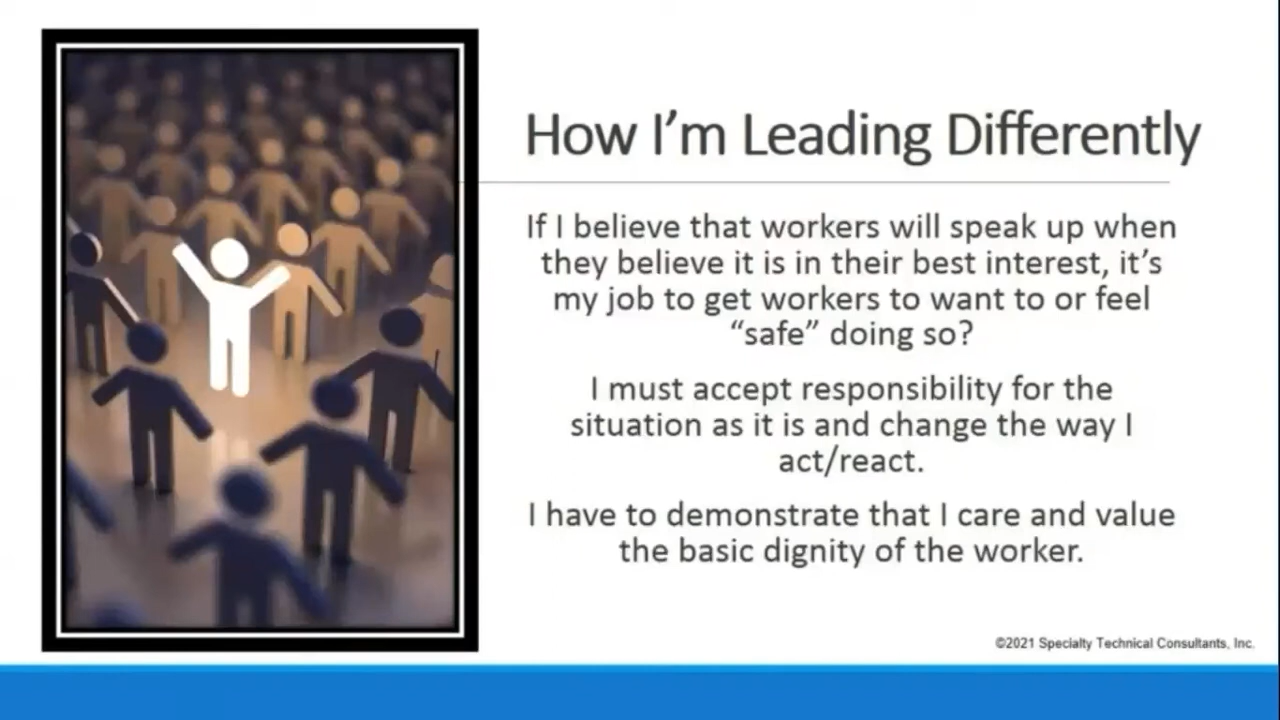 How I'm Leading Differently
If I believe that workers will speak up when
they believe it is in their best interest, it's
my job to get workers to want to or feel
“safe” doing so?
I must accept responsibility for the
situation as it is and change the way I
act/react.
I have to demonstrate that I care and value
the basic dignity of the worker.
©2021 Specialty Technical Consultants, Inc.